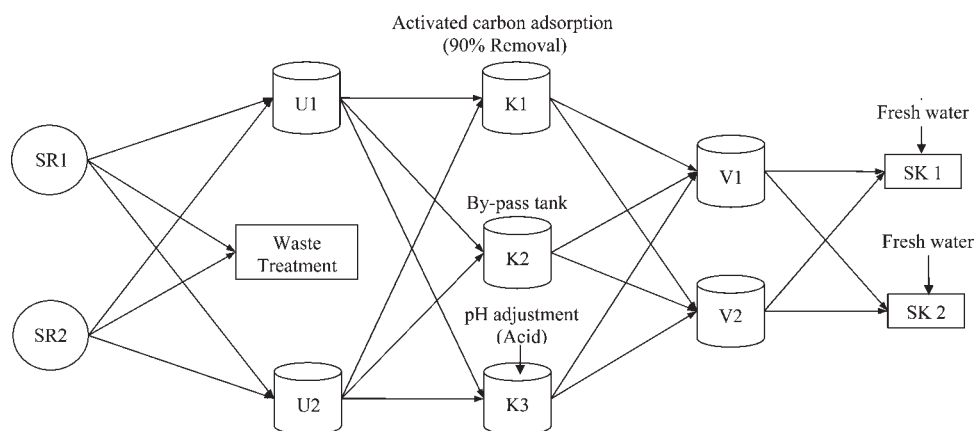 Activated carbon adsorption
(90% Removal)
U1
K1
Fresh water
SR1
V1
SK 1
By-pass tank
Waste
Treatment
K2
Fresh water
SR2
pH adjustment
(Acid)
V2
SK 2
U2
K3